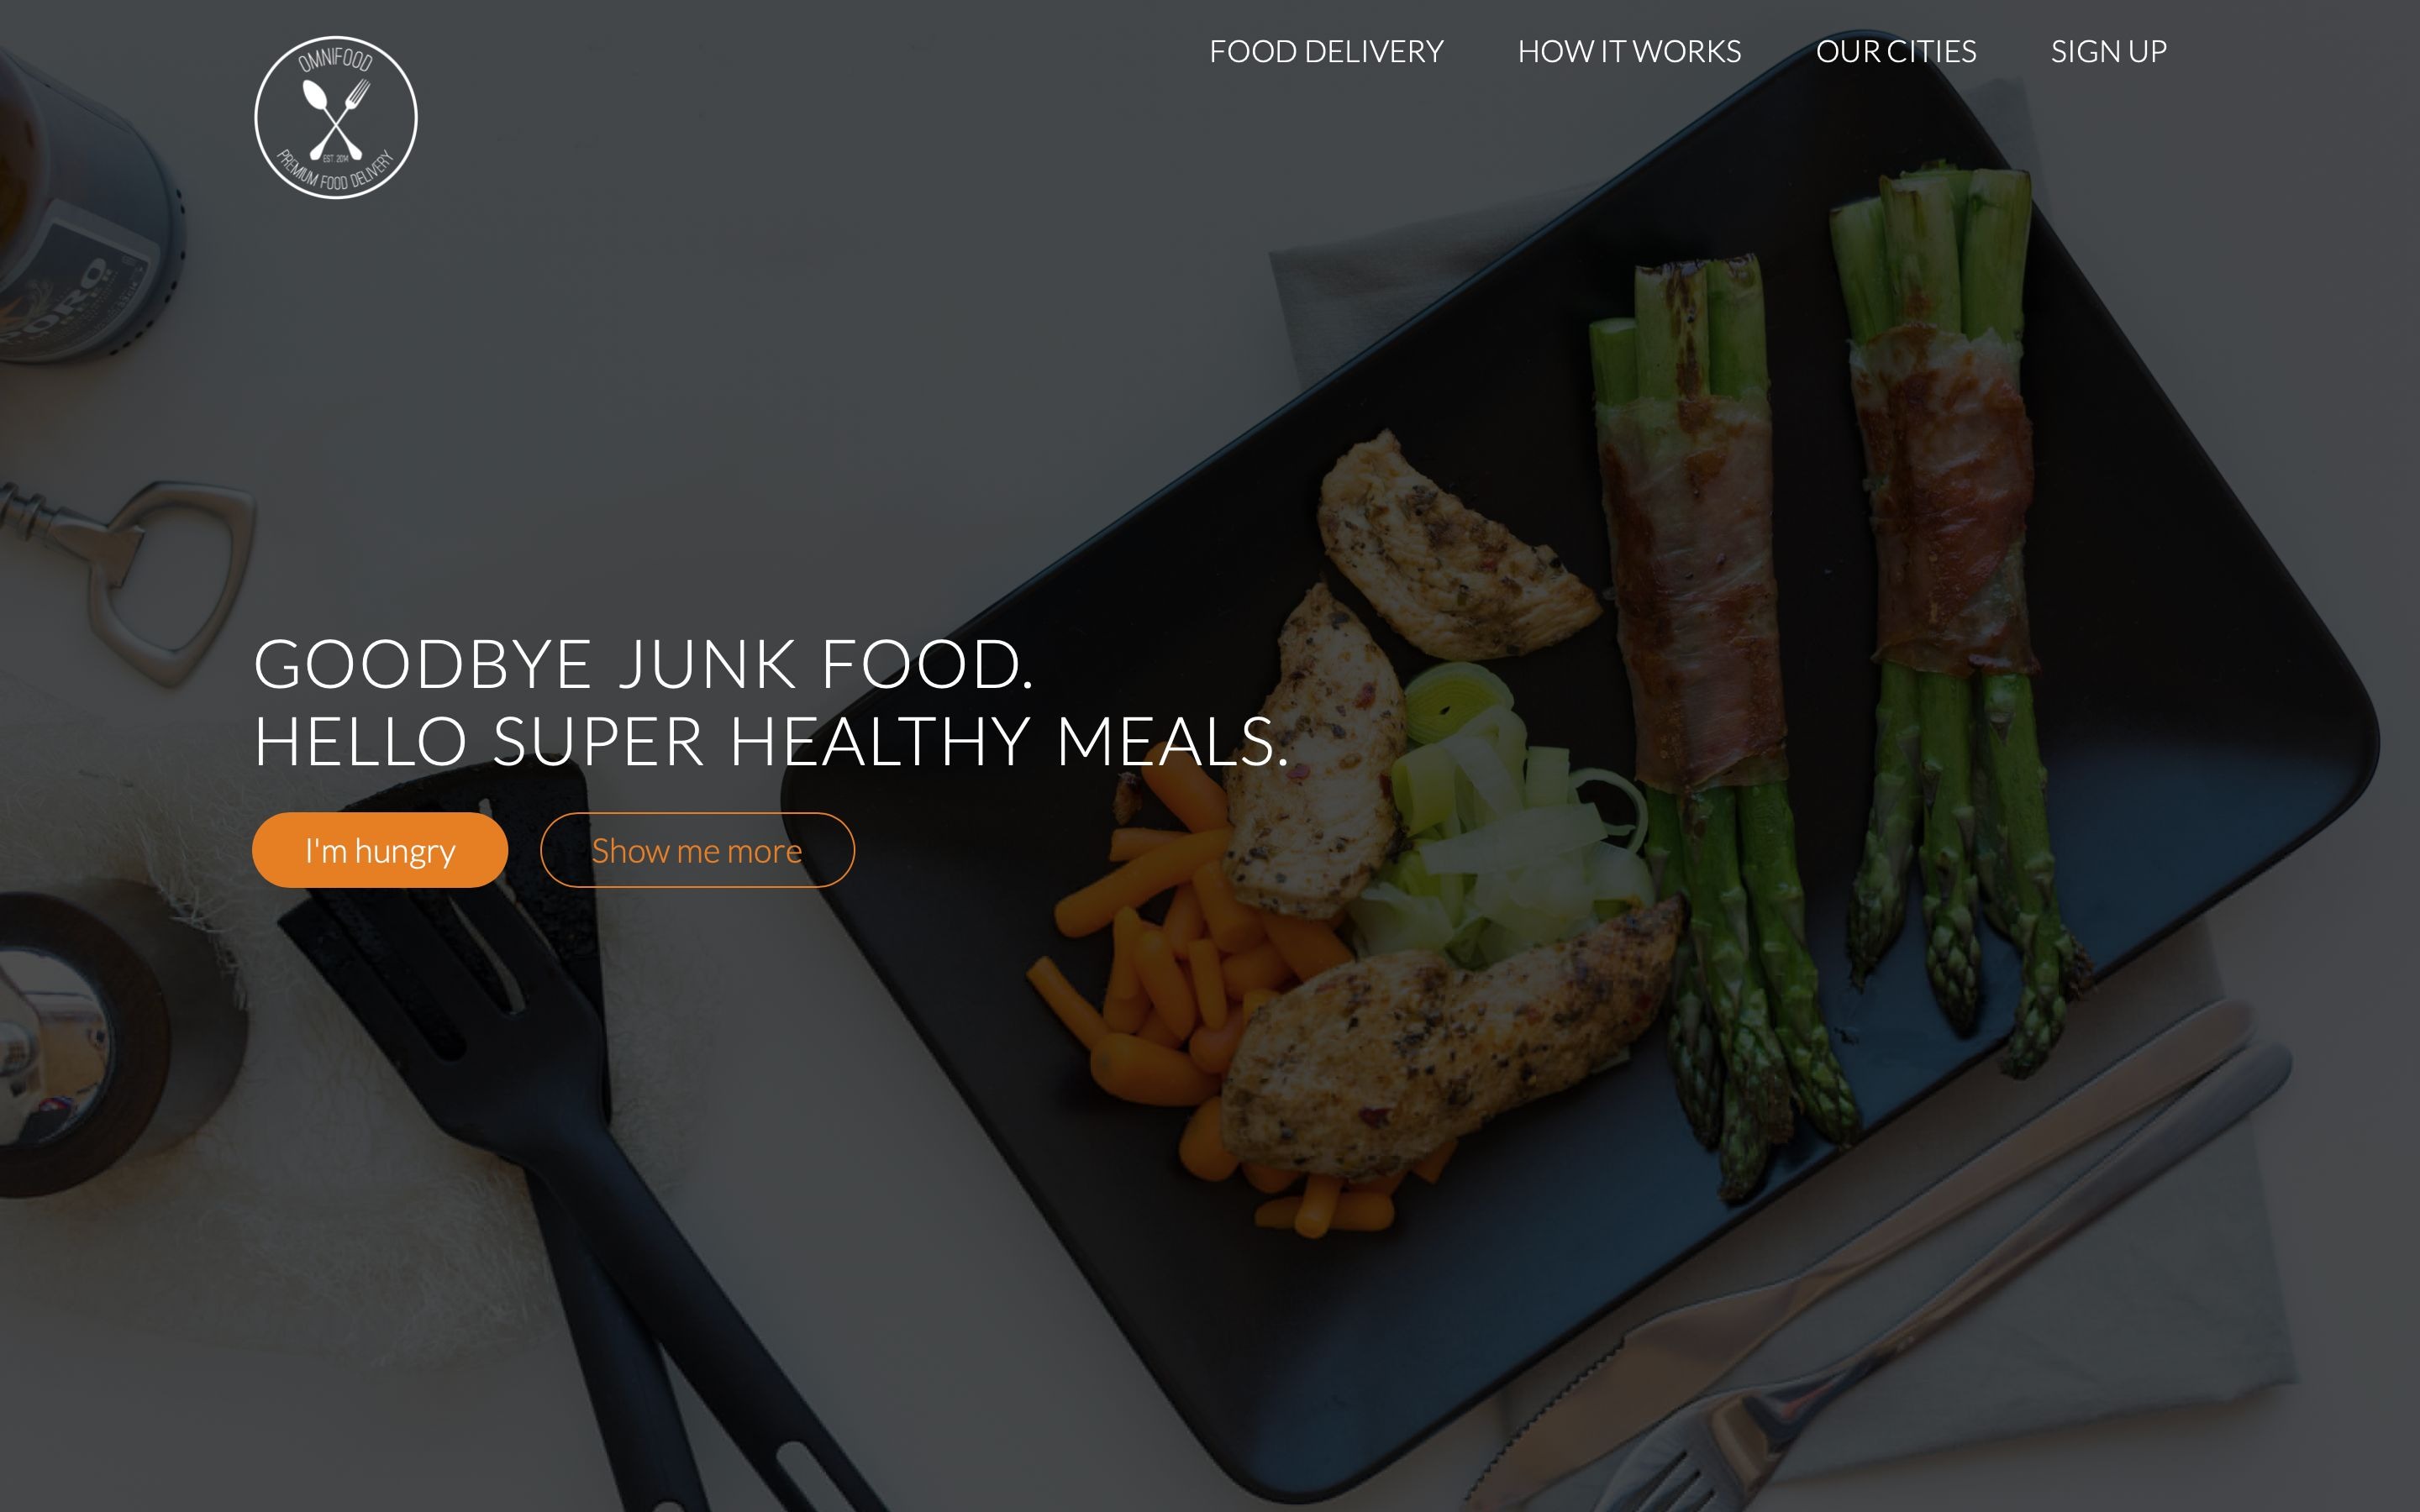 OMNIFOOD
EST. 2014
PREMIUM FOOD DELIVERY
FOOD DELIVERY
HOW IT WORKS
OUR CITIES
SIGN UP
GOODBYE JUNK FOOD.
HELLO SUPER HEALTHY MEALS.
I'm hungry
Show me more